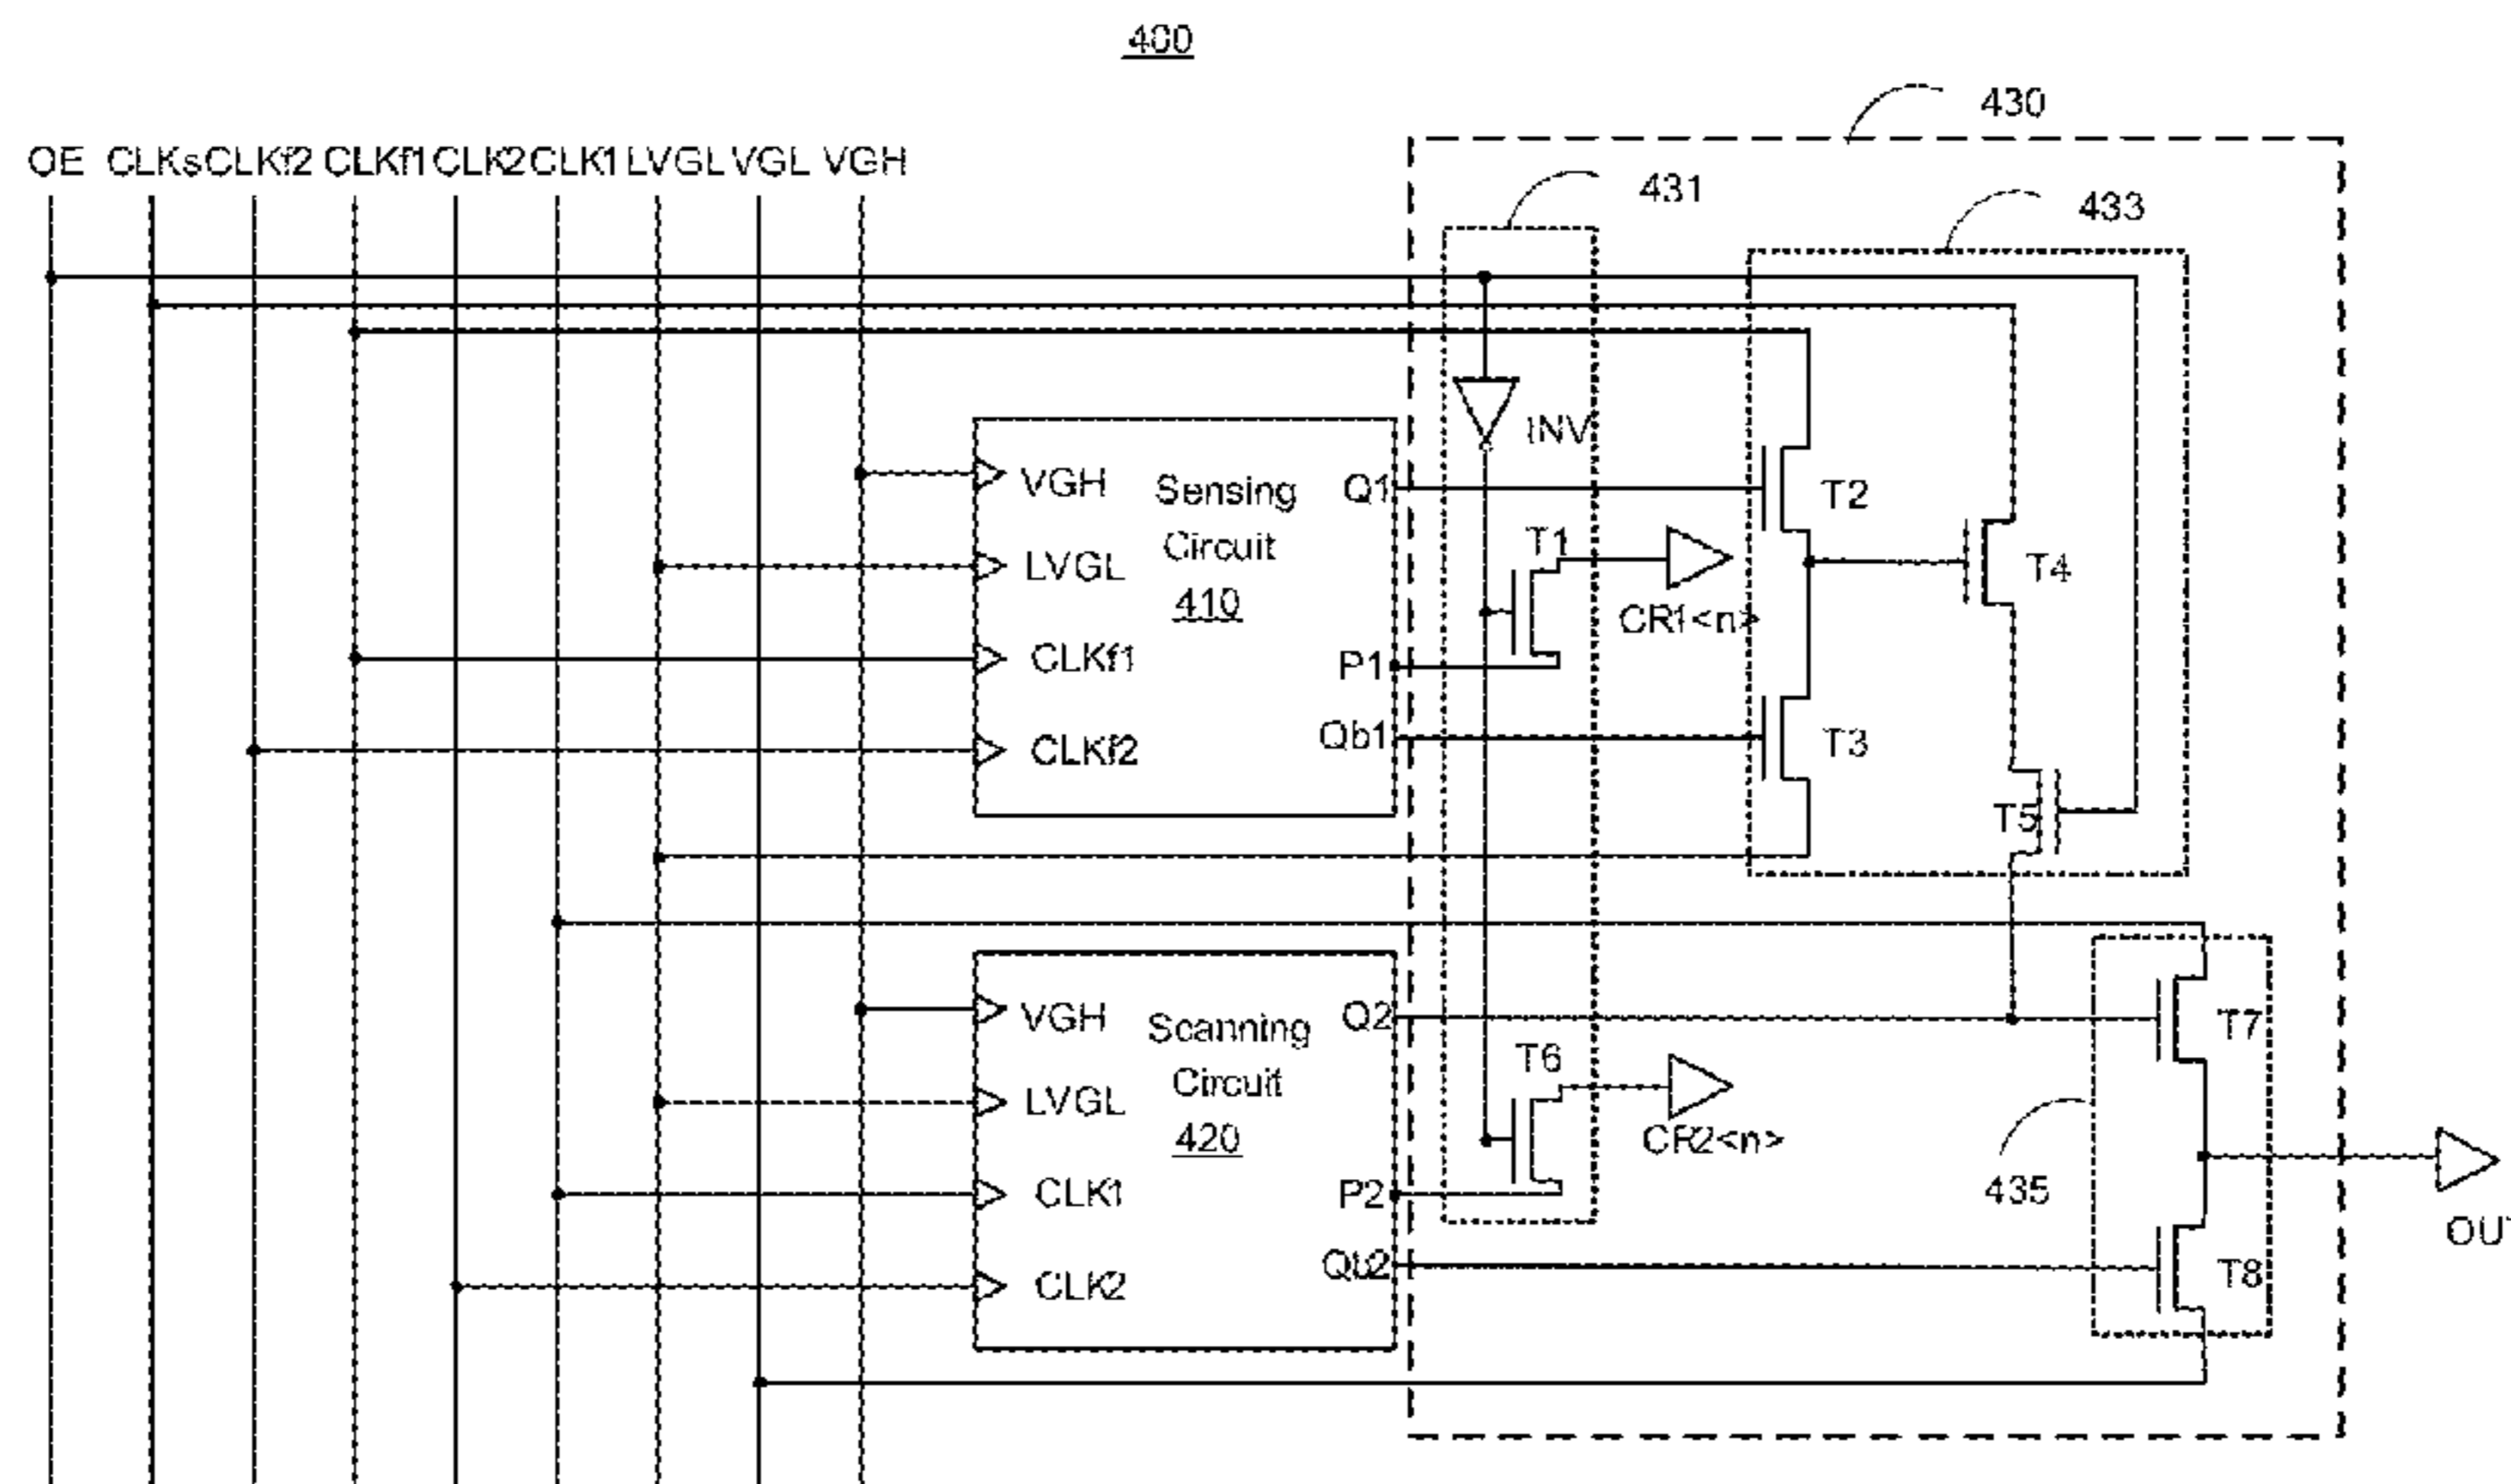 400
430
OE CLKs CLKf2 CLKf1 CLK2 CLK1 LVGL VGL VGH
431
433
INV
VGH
Sensing
Circuit
410
Q1
T2
LVGL
T1
T4
CR1<n>
CLKf1
P1
CLKf2
Qb1
T3
T5
VGH
Scanning
Circuit
420
Q2
T7
LVGL
T6
CR2<n>
CLK1
P2
435
CLK2
Qb2
T8